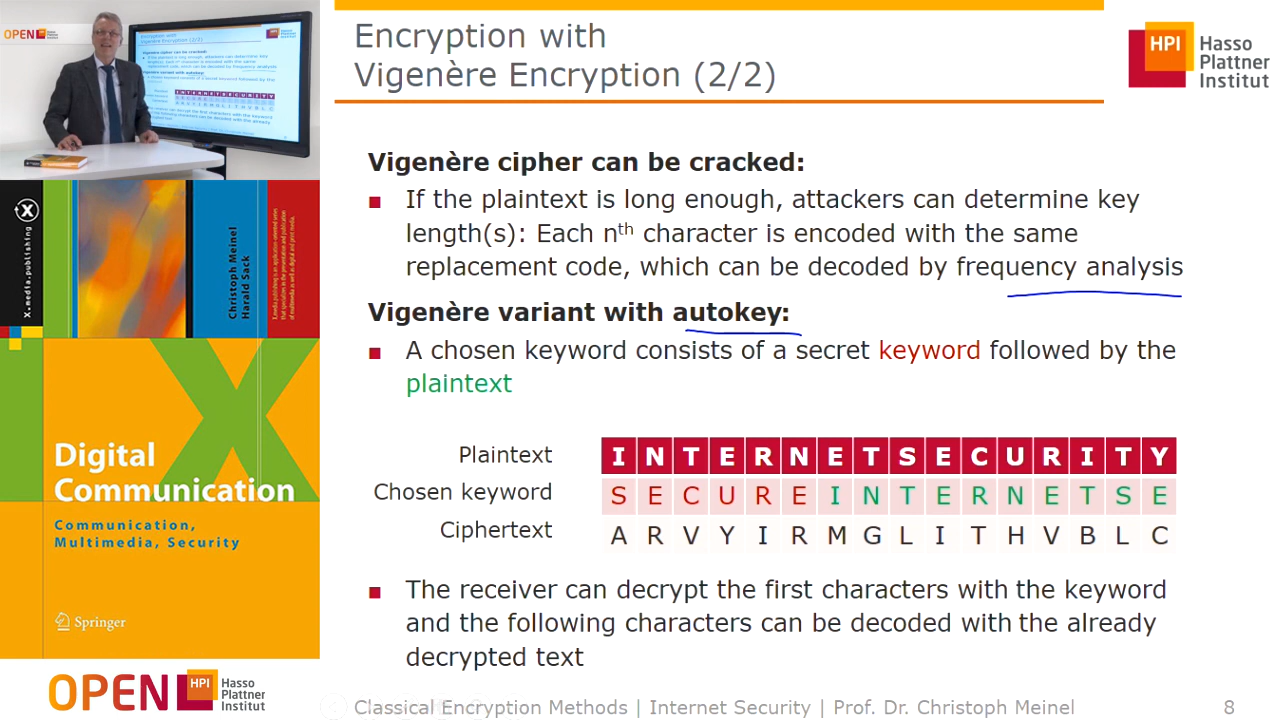 Encryption with
Vigenère Encryption (2/2)
HPI Hasso
Plattner
Institut
OPEN HPI
Vigenère cipher can be cracked:
If the plaintext is long enough, attackers can determine key
length(s): Each nth character is encoded with the same
replacement code, which can be decoded by frequency analysis
Vigenère variant with autokey:
A chosen keyword consists of a secret keyword followed by the
plaintext
Plaintext I N T E R N E T S E C U R I T Y
Chosen keyword S E C U R E I N T E R N E T S E
Ciphertext A R V Y I R M G L I T H V B L C
The receiver can decrypt the first characters with the keyword
and the following characters can be decoded with the already
decrypted text
X.media.publishing
Christoph Meinel
Harald Sack
Digital
Communication
Communication,
Multimedia, Security
Springer
OPEN HPI Hasso
Plattner
Institut
Classical Encryption Methods | Internet Security | Prof. Dr. Christoph Meinel 8